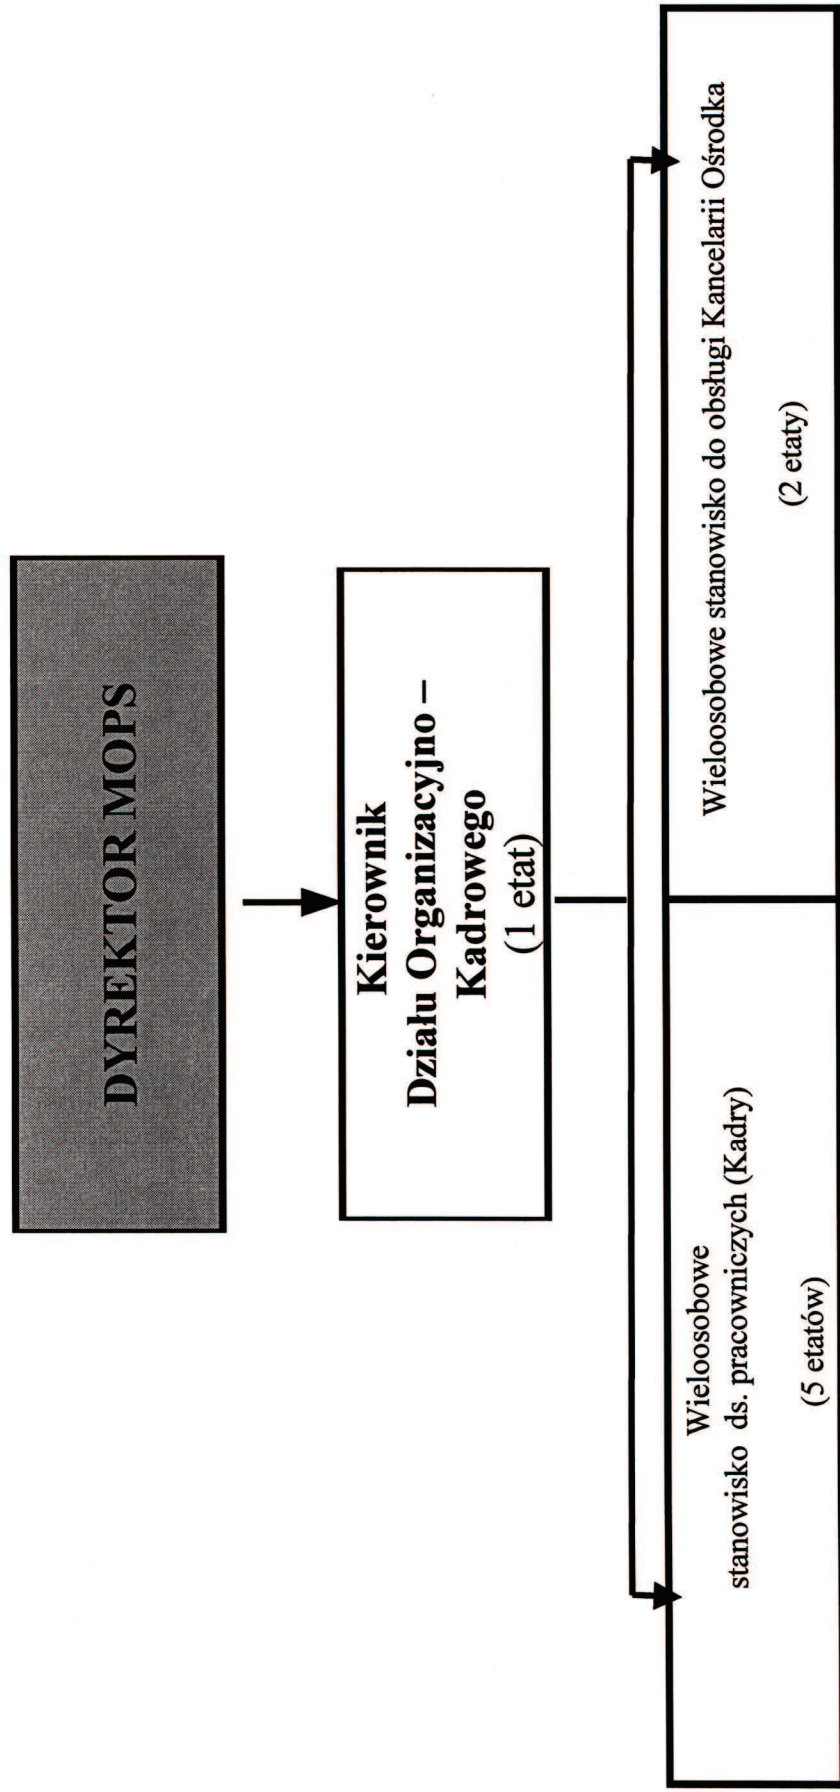 DYREKTOR MOPS
Kierownik
Działu Organizacyjno –
Kadrowego
(1 etat)
Wieloosobowe
stanowisko ds. pracowniczych (Kadry)
(5 etatów)
Wieloosobowe stanowisko do obsługi Kancelarii Ośrodka
(2 etaty)